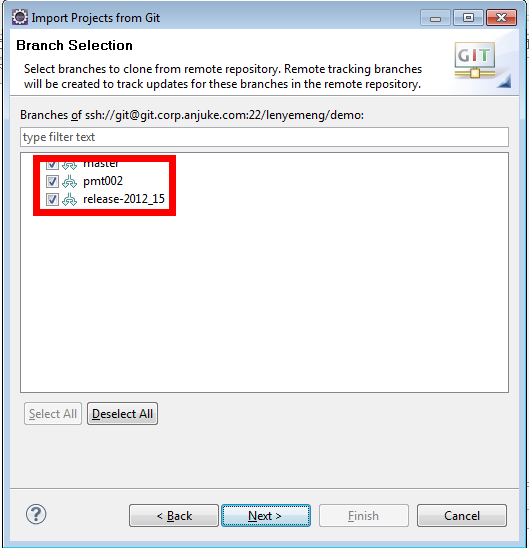 Import Projects from Git
Branch Selection
GIT
Select branches to clone from remote repository. Remote tracking branches
will be created to track updates for these branches in the remote repository.
Branches of ssh://git@git.corp.anjuke.com:22/lenyemeng/demo:
type filter text
master
pmt002
release-2012_15
Select All
Deselect All
?
< Back
Next >
Finish
Cancel